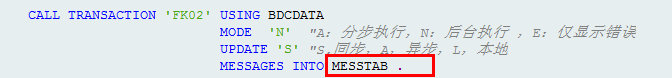 CALL TRANSACTION 'FK02' USING BDCDATA
MODE 'N' "A：分步执行，N：后台执行 ，E：仅显示错误
UPDATE 'S' "S,同步，A，异步，L，本地
MESSAGES INTO MESSTAB .